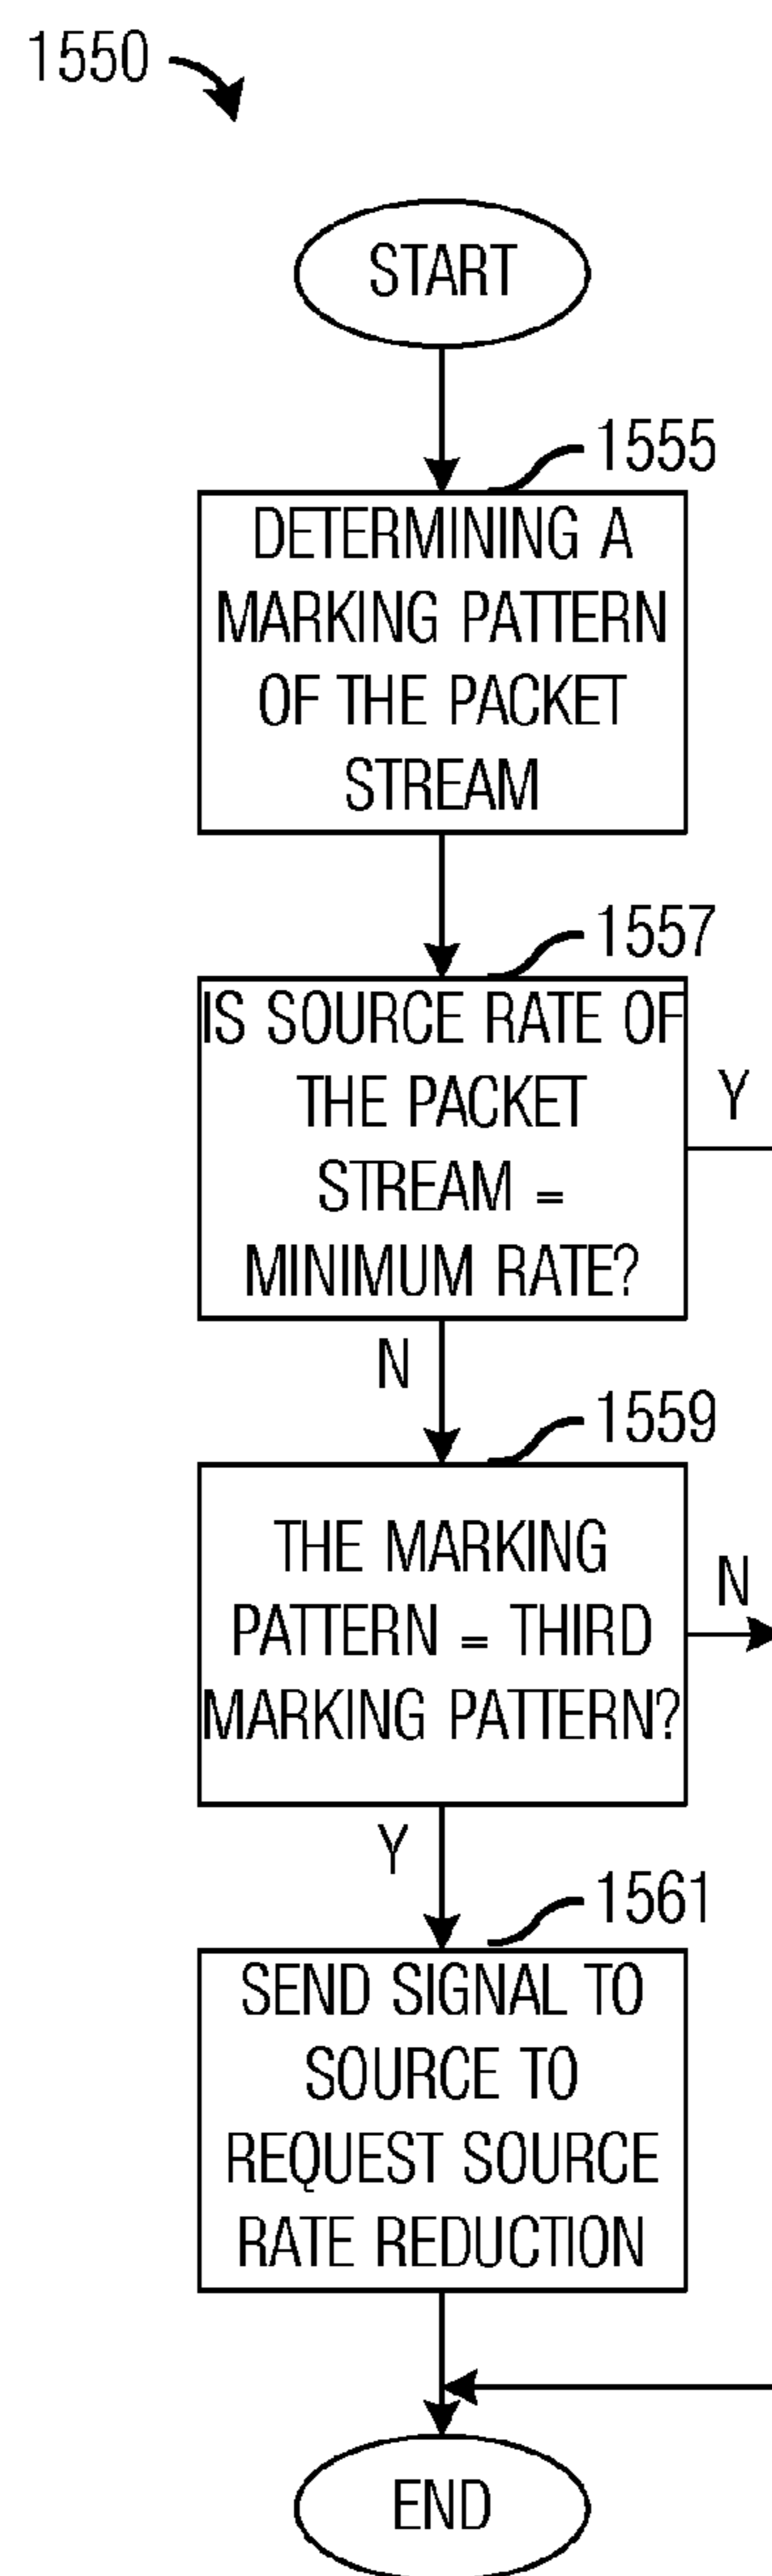 1550
START
1555
DETERMINING A
MARKING PATTERN
OF THE PACKET
STREAM
1557
IS SOURCE RATE OF
THE PACKET
STREAM =
MINIMUM RATE?
Y
N
1559
THE MARKING
PATTERN = THIRD
MARKING PATTERN?
N
Y
1561
SEND SIGNAL TO
SOURCE TO
REQUEST SOURCE
RATE REDUCTION
END